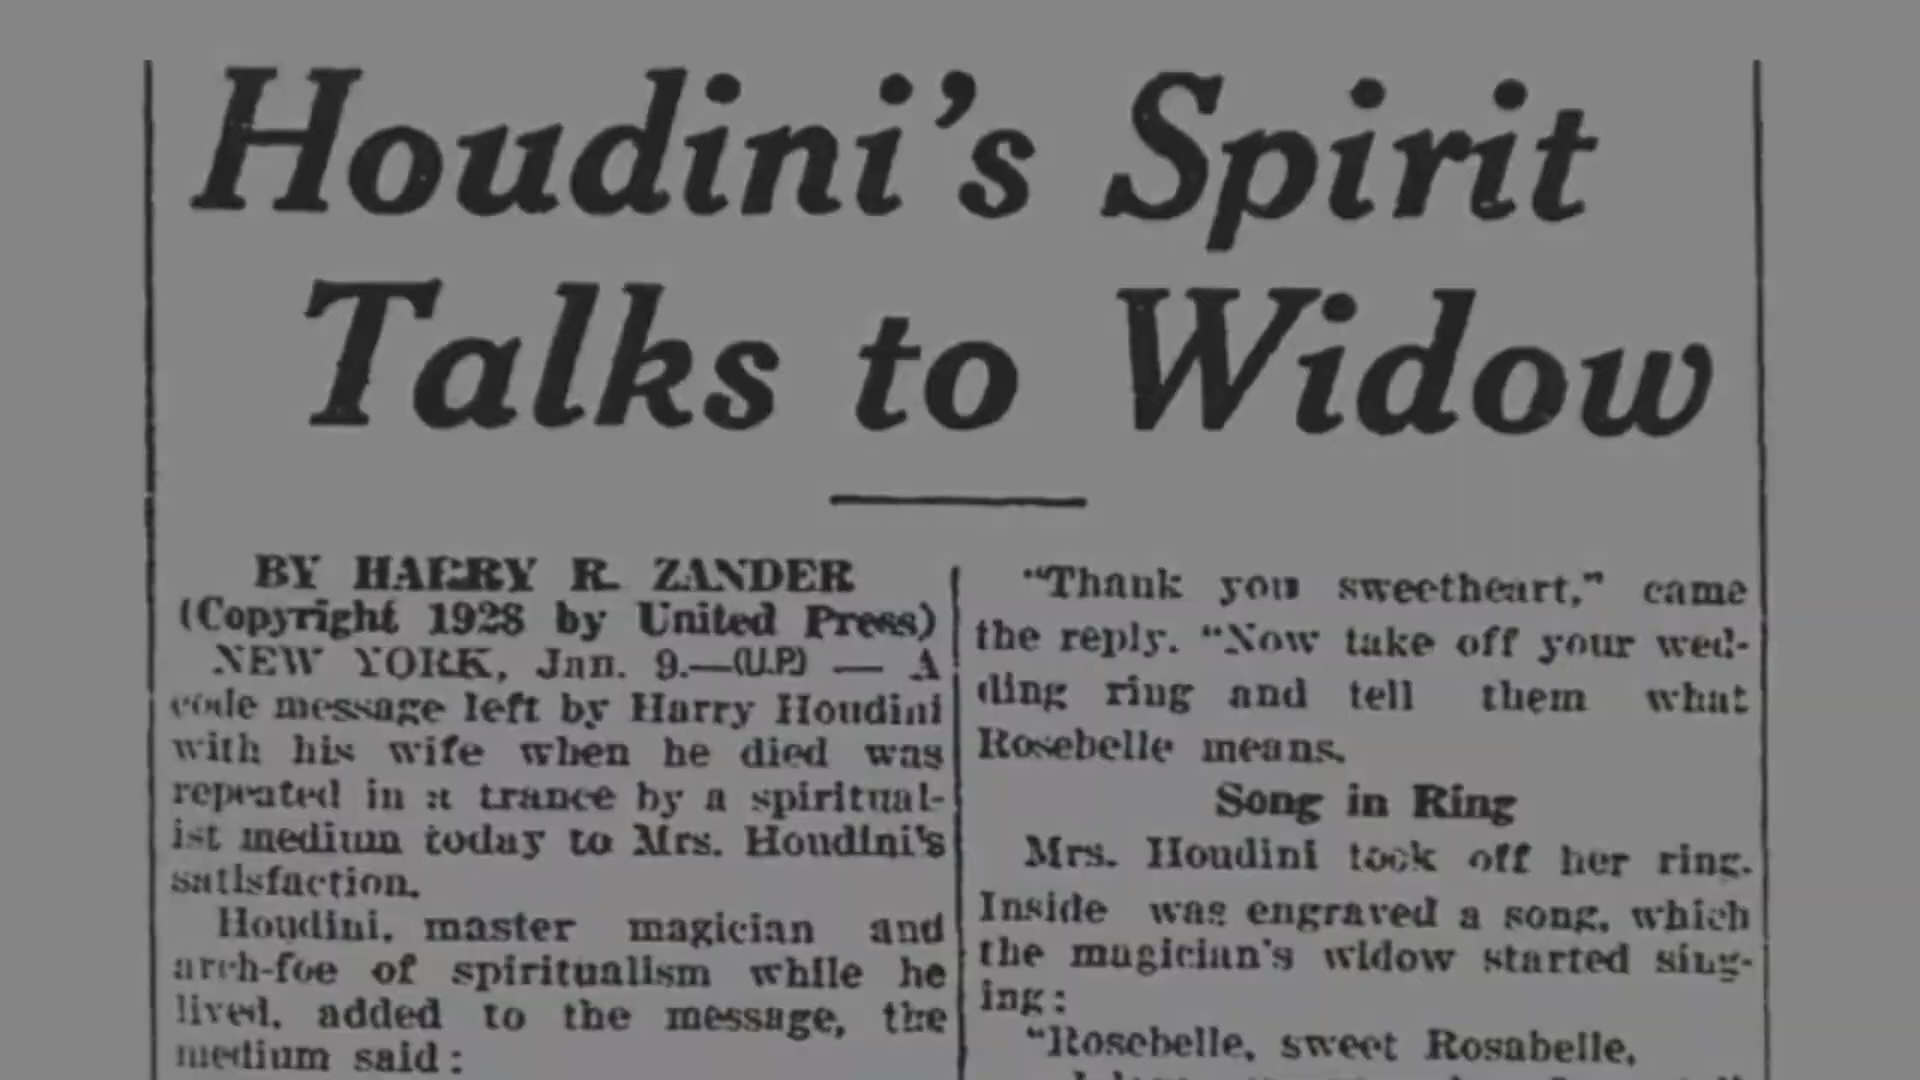 Houdini's Spirit
Talks to Widow
BY HARRY R. ZANDER
(Copyright 1928 by United Press)
NEW YORK, Jan. 9.—(U.P.) — A
code message left by Harry Houdini
with his wife when he died was
repeated in a trance by a spiritual-
ist medium today to Mrs. Houdini's
satisfaction.
Houdini, master magician and
arch-foe of spiritualism while he
lived, added to the message, the
medium said:
"Thank you sweetheart," came
the reply. "Now take off your wed-
ding ring and tell them what
Rosebelle means.
Song in Ring
Mrs. Houdini took off her ring.
Inside was engraved a song, which
the magician's widow started sing-
ing:
"Rosebelle, sweet Rosabelle,